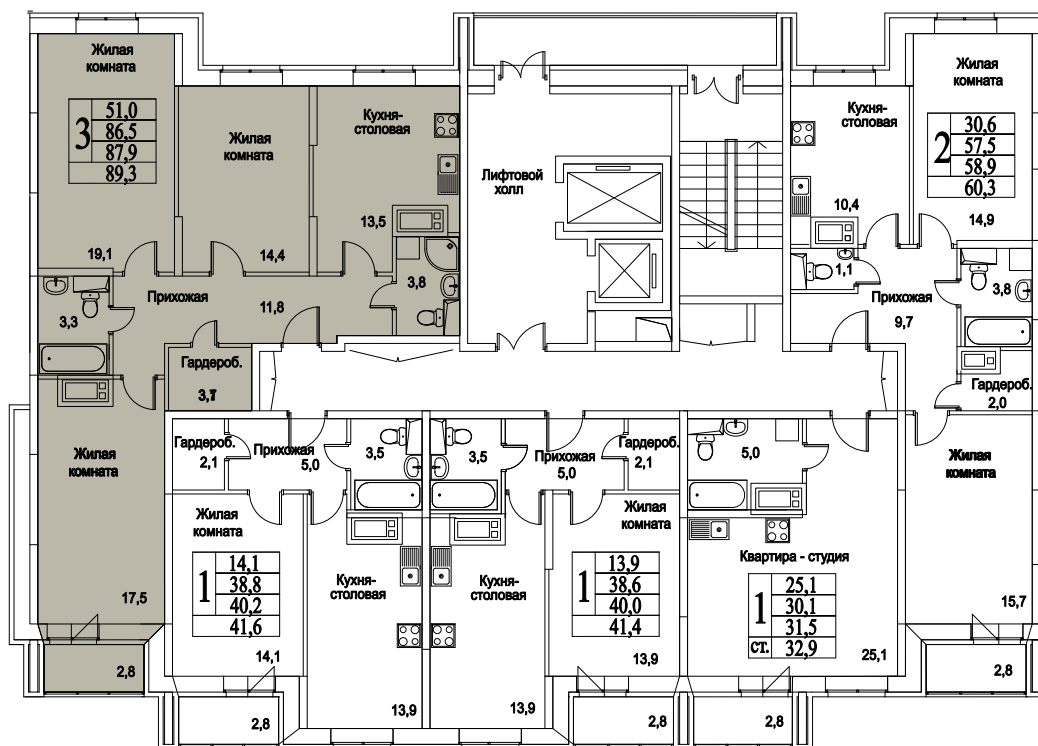 Жилая
комната
3
51,0
86,5
87,9
89,3
19,1
Жилая
комната
14,4
Кухня-
столовая
13,5
Лифтовой
холл
Кухня-
столовая
10,4
Жилая
комната
2
30,6
57,5
58,9
60,3
14,9
3,3
Прихожая
11,8
3,8
1,1
Прихожая
9,7
3,8
Гардероб.
Гардероб.
2,0
Жилая
комната
17,5
2,8
Гардероб.
2,1
Прихожая
5,0
3,5
3,5
Прихожая
5,0
Гардероб.
2,1
5,0
Жилая
комната
15,7
2,8
Жилая
комната
1
14,1
38,8
40,2
41,6
14,1
2,8
Кухня-
столовая
13,9
Кухня-
столовая
13,9
Жилая
комната
1
13,9
38,6
40,0
41,4
13,9
2,8
Квартира - студия
1
ст.
25,1
30,1
31,5
32,9
25,1
2,8